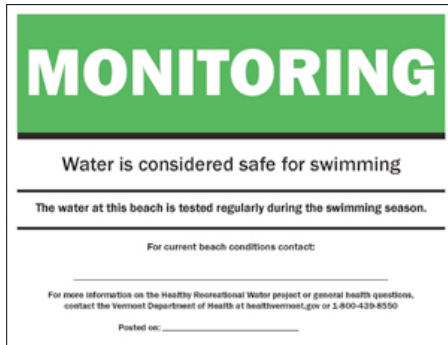 MONITORING
Water is considered safe for swimming
The water at this beach is tested regularly during the swimming season.
For current beach conditions contact:
For more information on the Healthy Recreational Water project or general health questions,
contact the Vermont Department of Health at healthvermont.gov or 1-800-439-8550
Posted on: